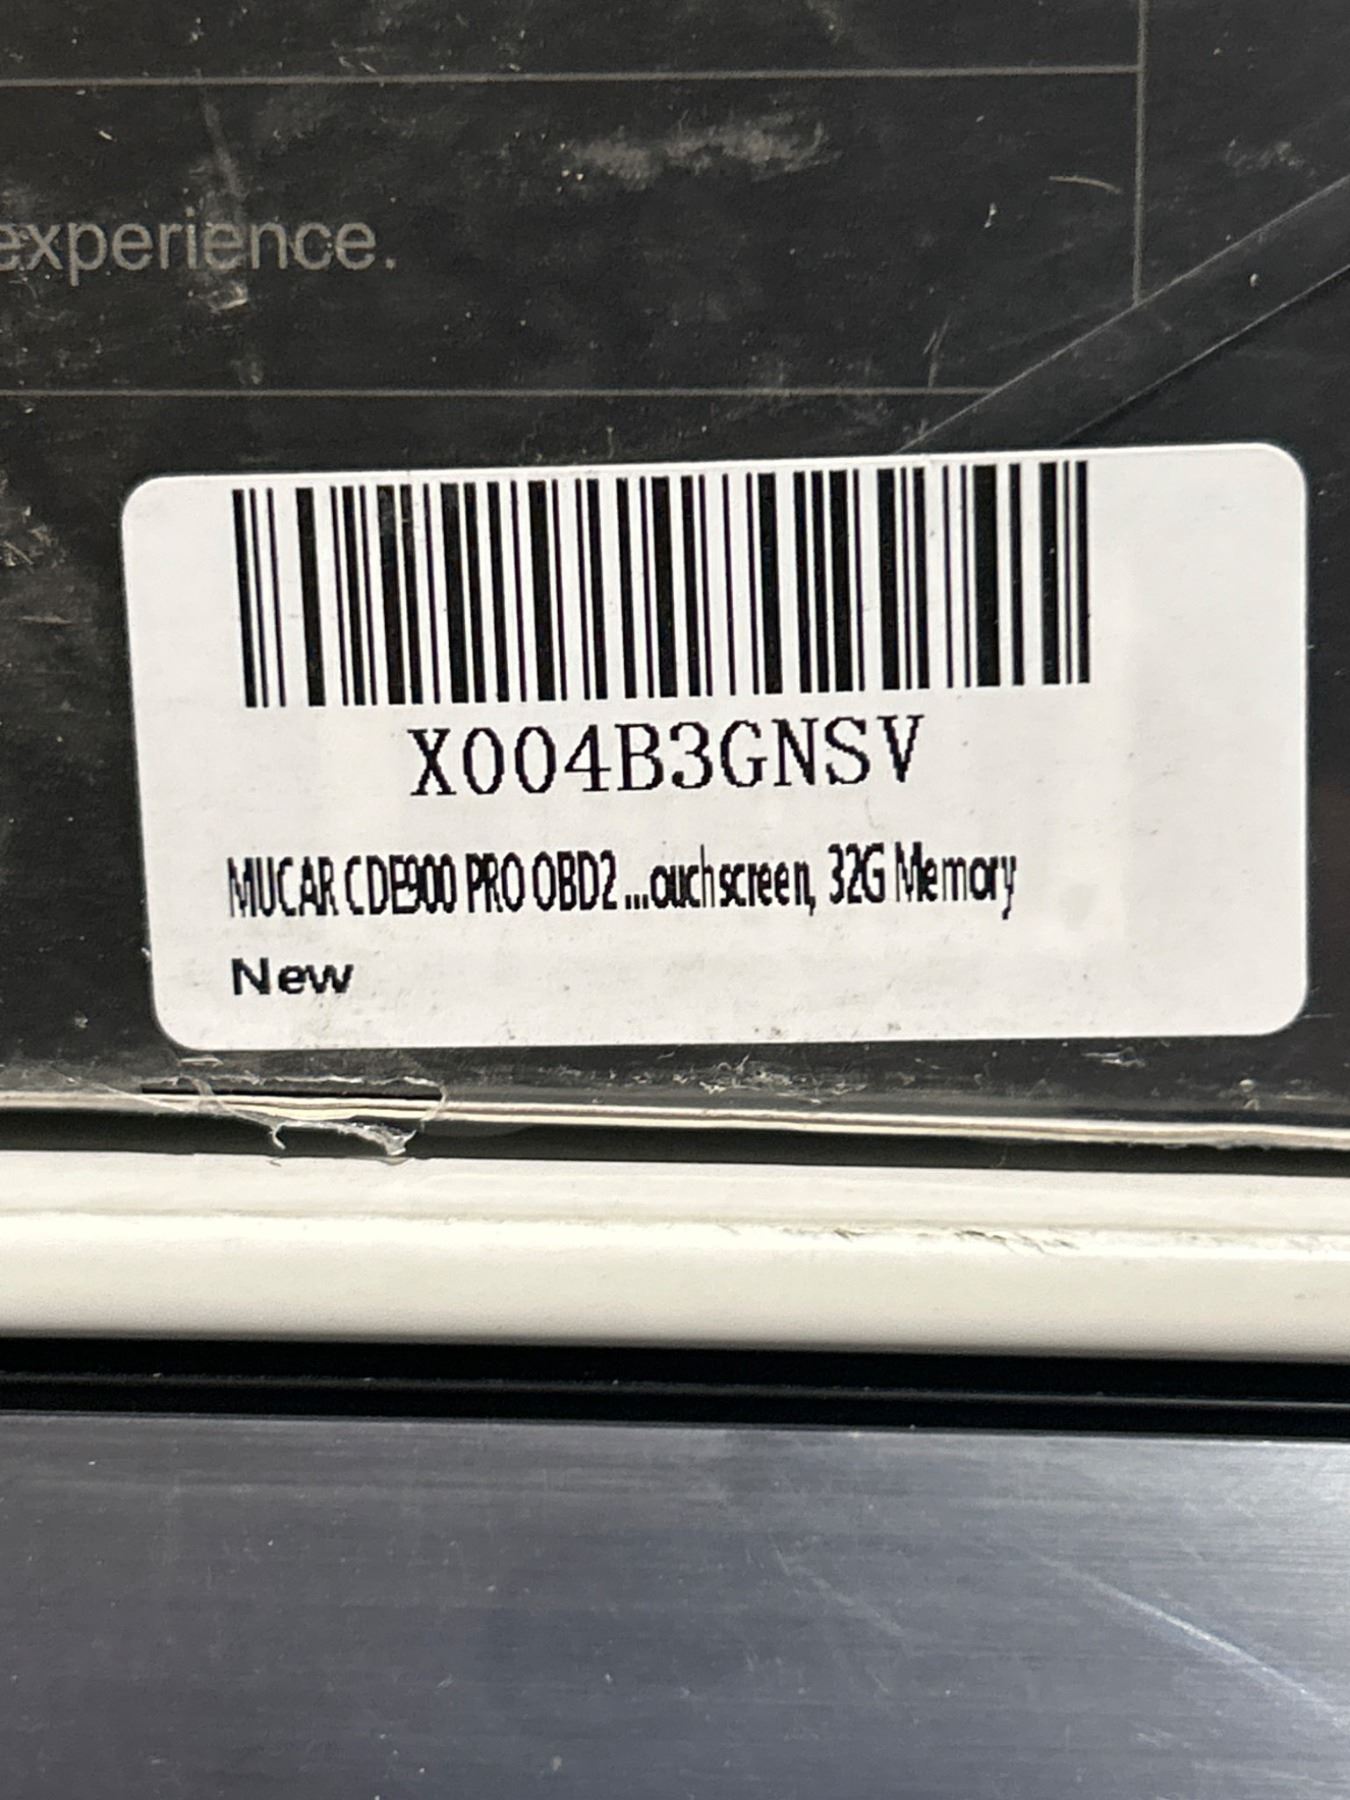 experience.
X004B3GNSV
MUCAR CDE900 PRO OBD2 ...ouchscreen, 32G Memory
New